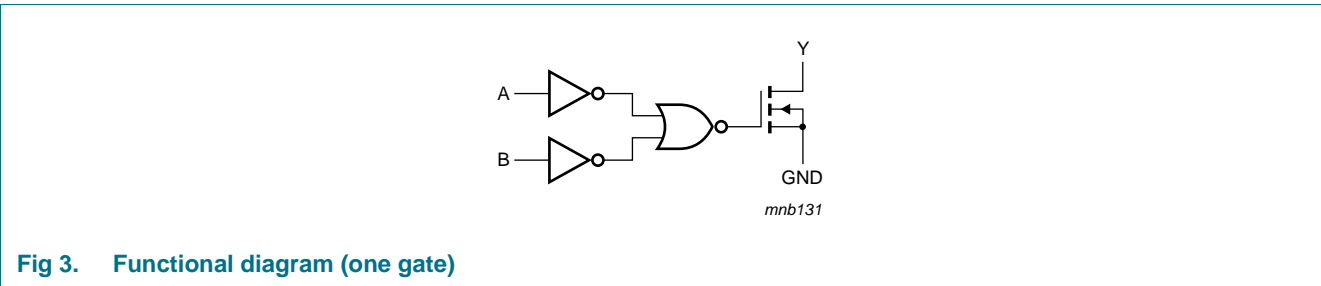 Y
A
B
GND
mnb131
Fig 3. Functional diagram (one gate)